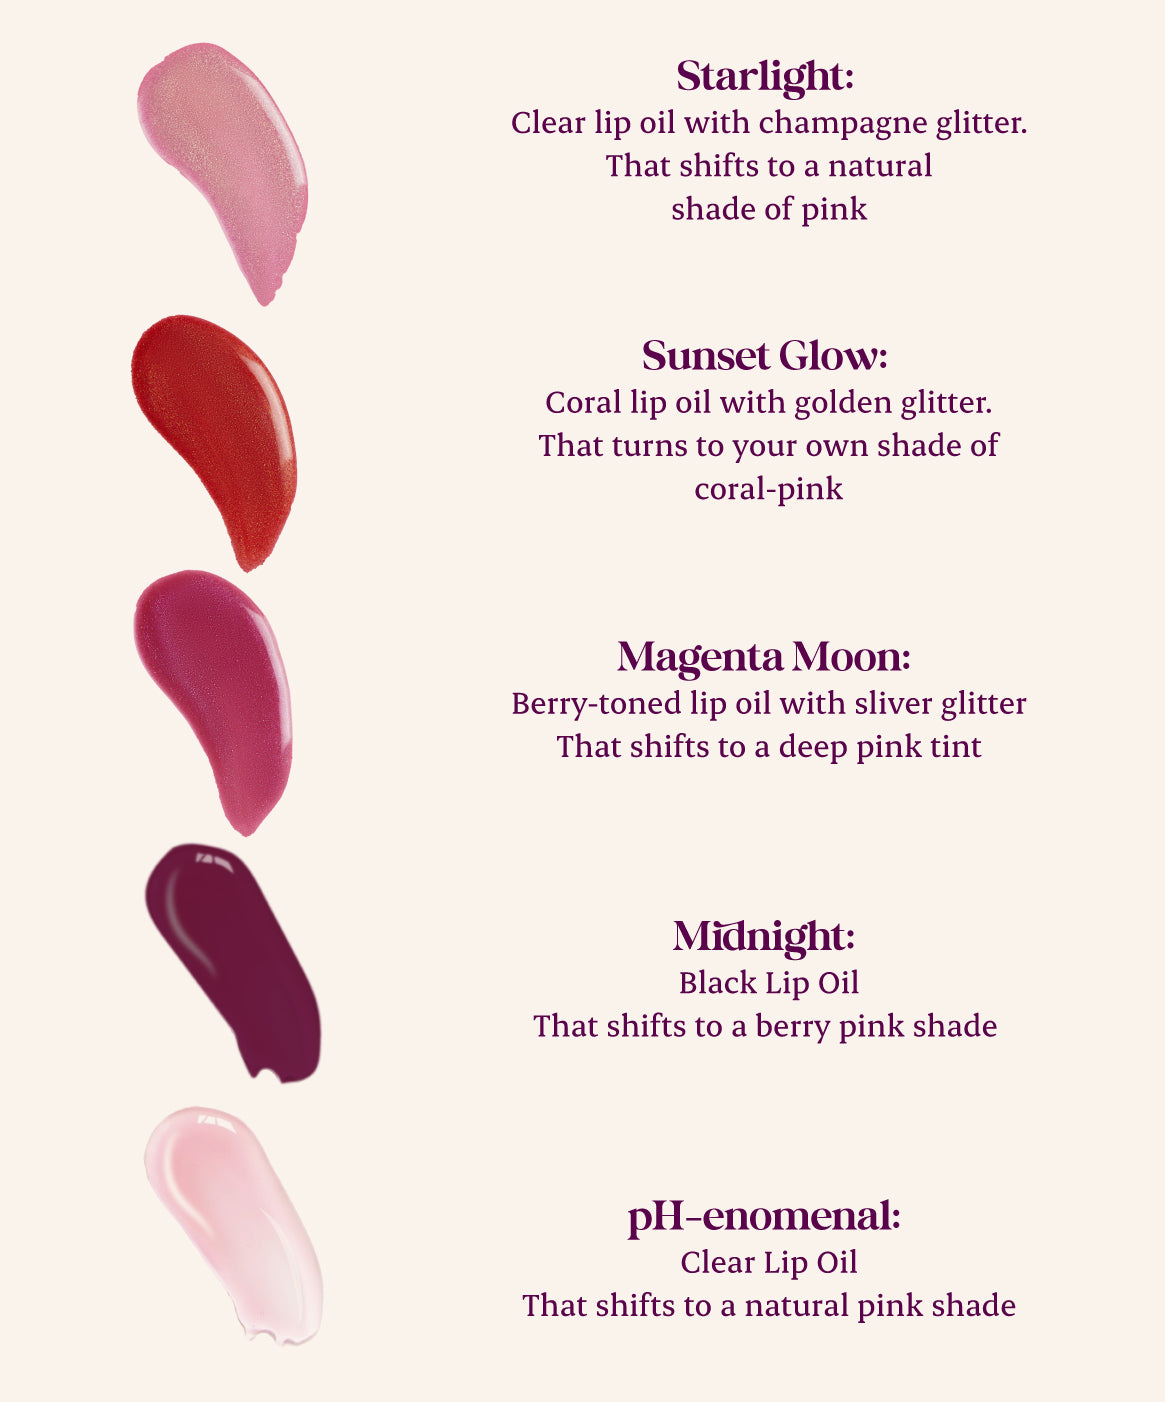 Starlight:
Clear lip oil with champagne glitter.
That shifts to a natural
shade of pink
Sunset Glow:
Coral lip oil with golden glitter.
That turns to your own shade of
coral-pink
Magenta Moon:
Berry-toned lip oil with sliver glitter
That shifts to a deep pink tint
Midnight:
Black Lip Oil
That shifts to a berry pink shade
pH-enomenal:
Clear Lip Oil
That shifts to a natural pink shade